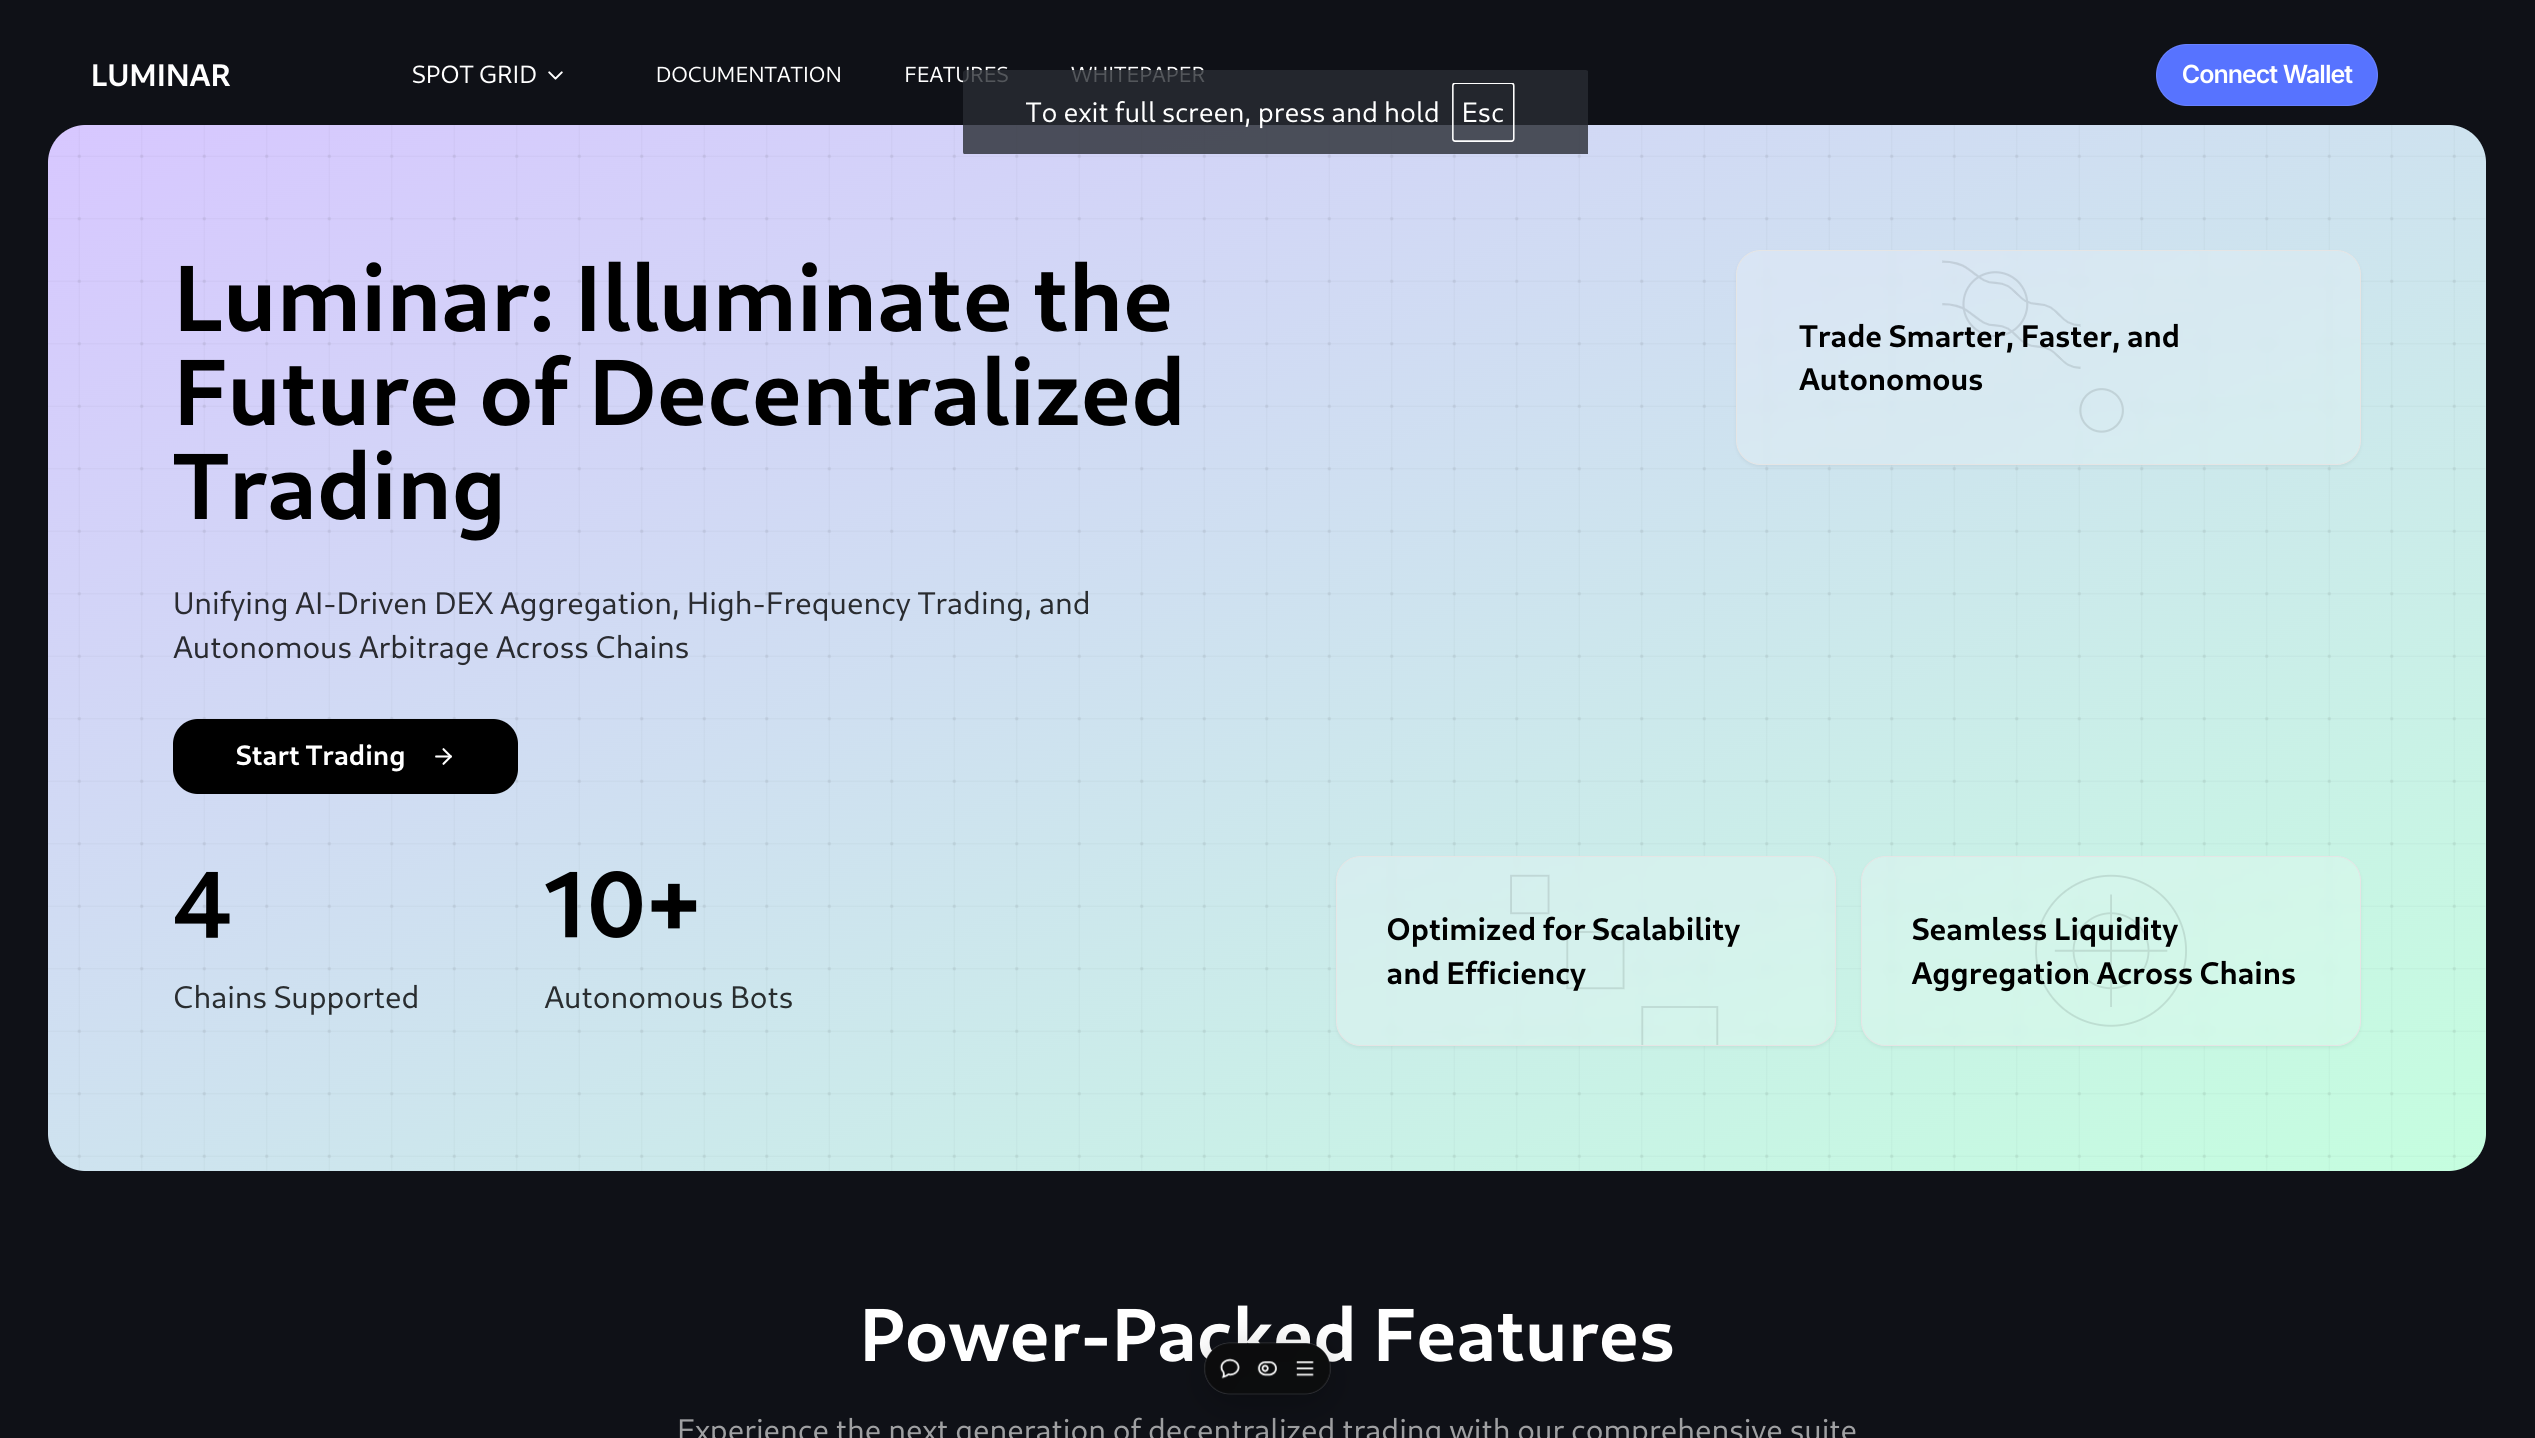 LUMINAR
SPOT GRID
DOCUMENTATION
FEATURES
WHITEPAPER
Connect Wallet
To exit full screen, press and hold Esc
Luminar: Illuminate the
Future of Decentralized
Trading
Unifying AI-Driven DEX Aggregation, High-Frequency Trading, and
Autonomous Arbitrage Across Chains
Start Trading
4
Chains Supported
10+
Autonomous Bots
Trade Smarter, Faster, and
Autonomous
Optimized for Scalability
and Efficiency
Seamless Liquidity
Aggregation Across Chains
Power-Packed Features
Experience the next generation of decentralized trading with our comprehensive suite